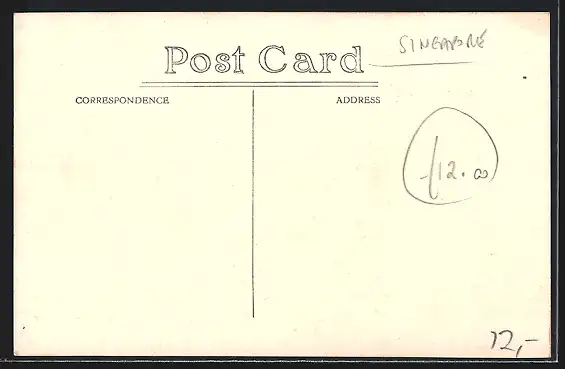 Post Card
SINGAPORE
CORRESPONDENCE
ADDRESS
12.00
12,-